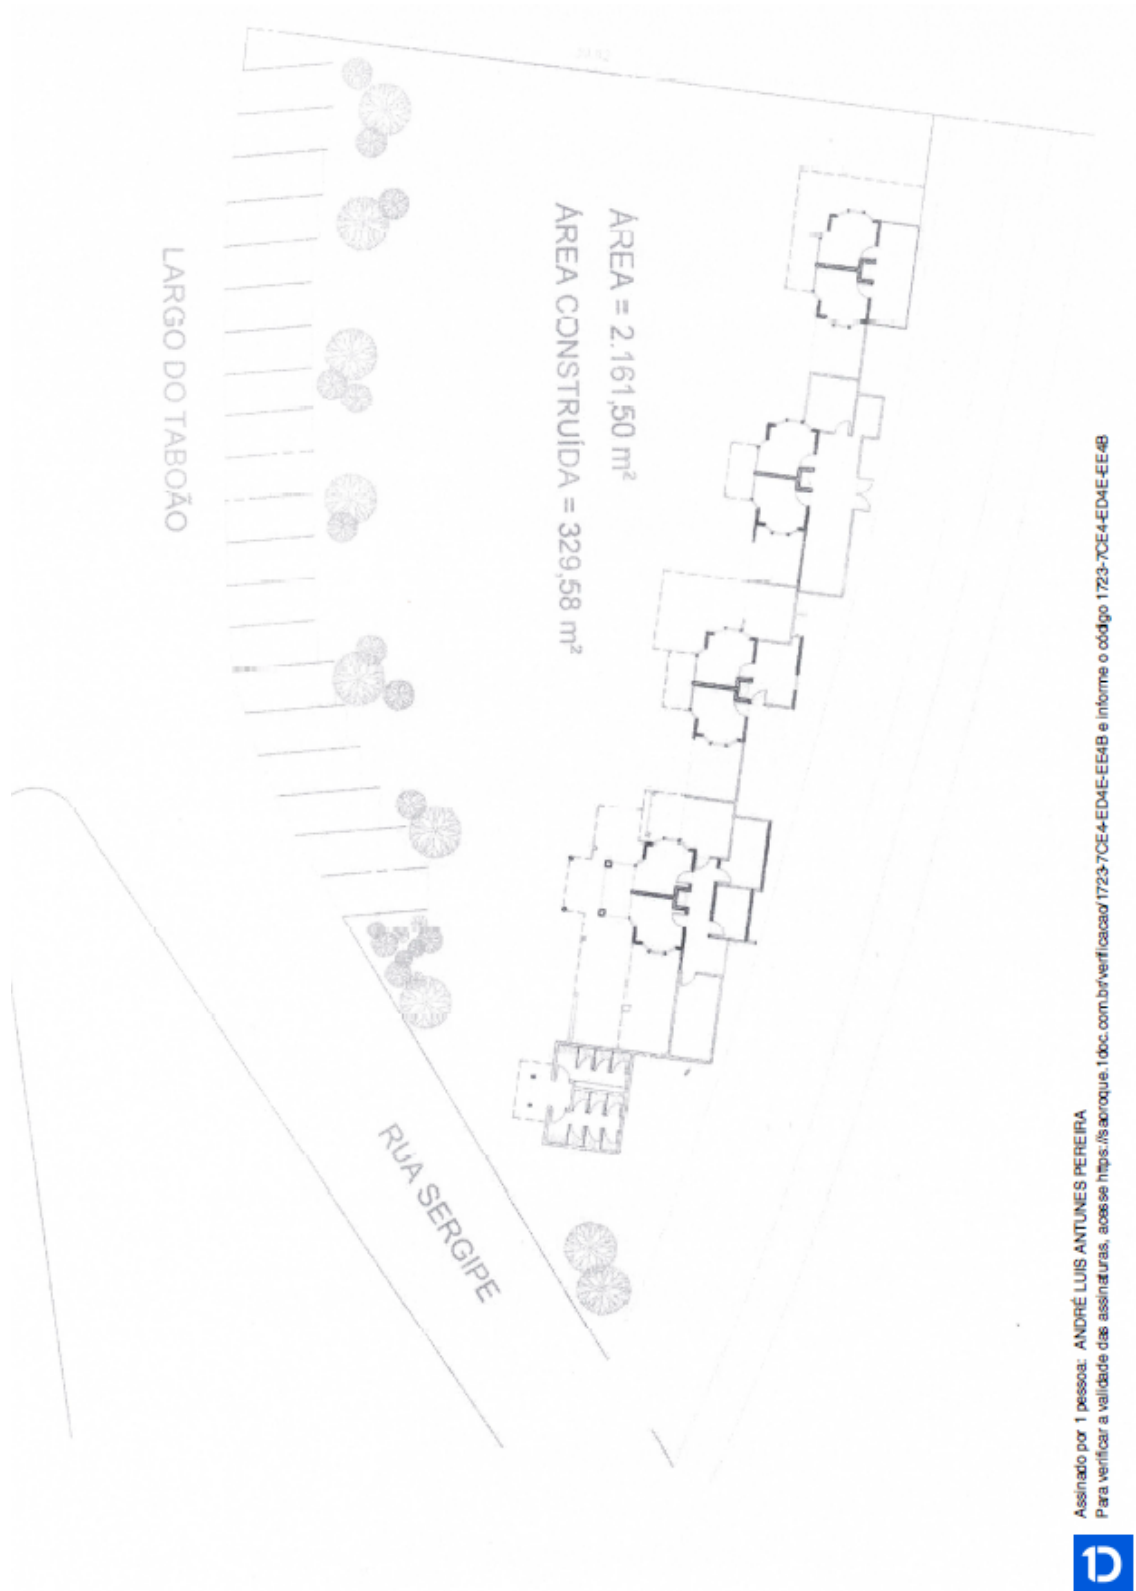 LARGO DO TABOÃO
ÁREA = 2.161,50 m²
ÁREA CONSTRUÍDA = 329,58 m²
RUA SERGIPE
Assinado por 1 pessoa: ANDRÉ LUIS ANTUNES PEREIRA
Para verificar a validade das assinaturas, acesse https://saoroque.1doc.com.br/verificacao/1723-7CE4-ED4E-EE4B e informe o código 1723-7CE4-ED4E-EE4B